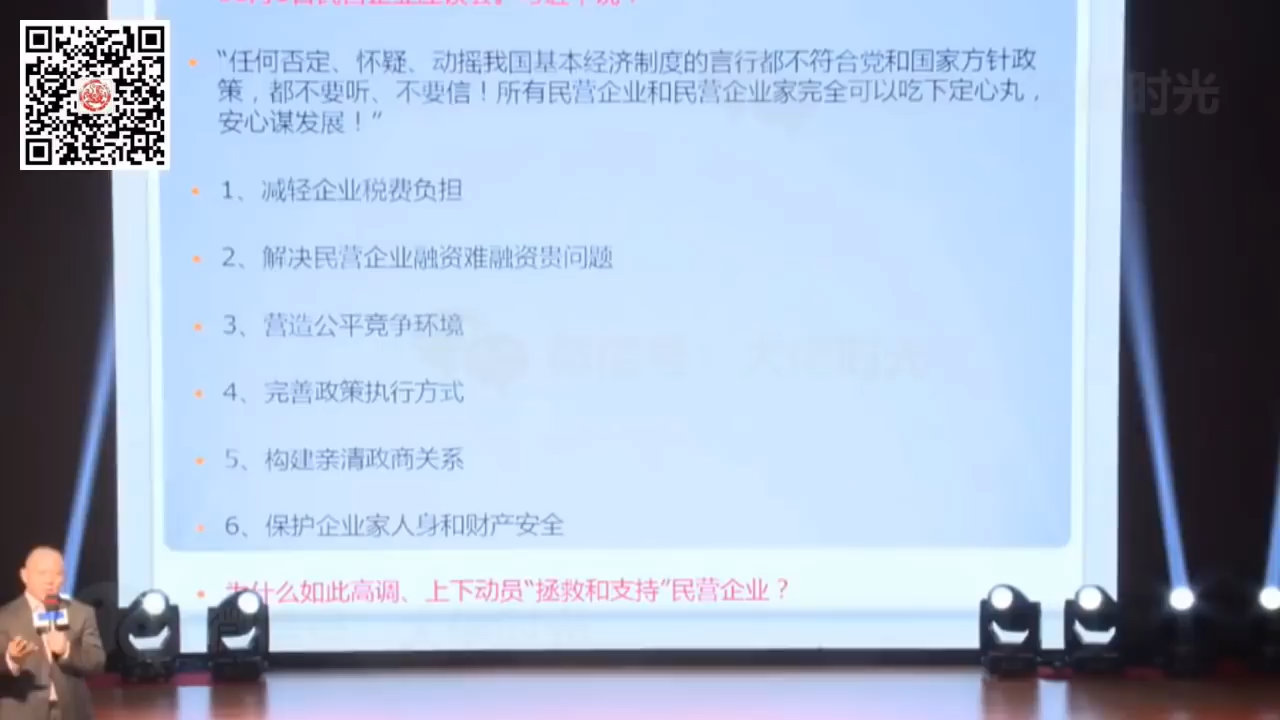 “任何否定、怀疑、动摇我国基本经济制度的言行都不符合党和国家方针政
策，都不要听、不要信！所有民营企业和民营企业家完全可以吃下定心丸，
安心谋发展！”
时光
1、减轻企业税费负担
2、解决民营企业融资难融资贵问题
3、营造公平竞争环境
4、完善政策执行方式
5、构建亲清政商关系
6、保护企业家人身和财产安全
为什么如此高调、上下动员“拯救和支持”民营企业？